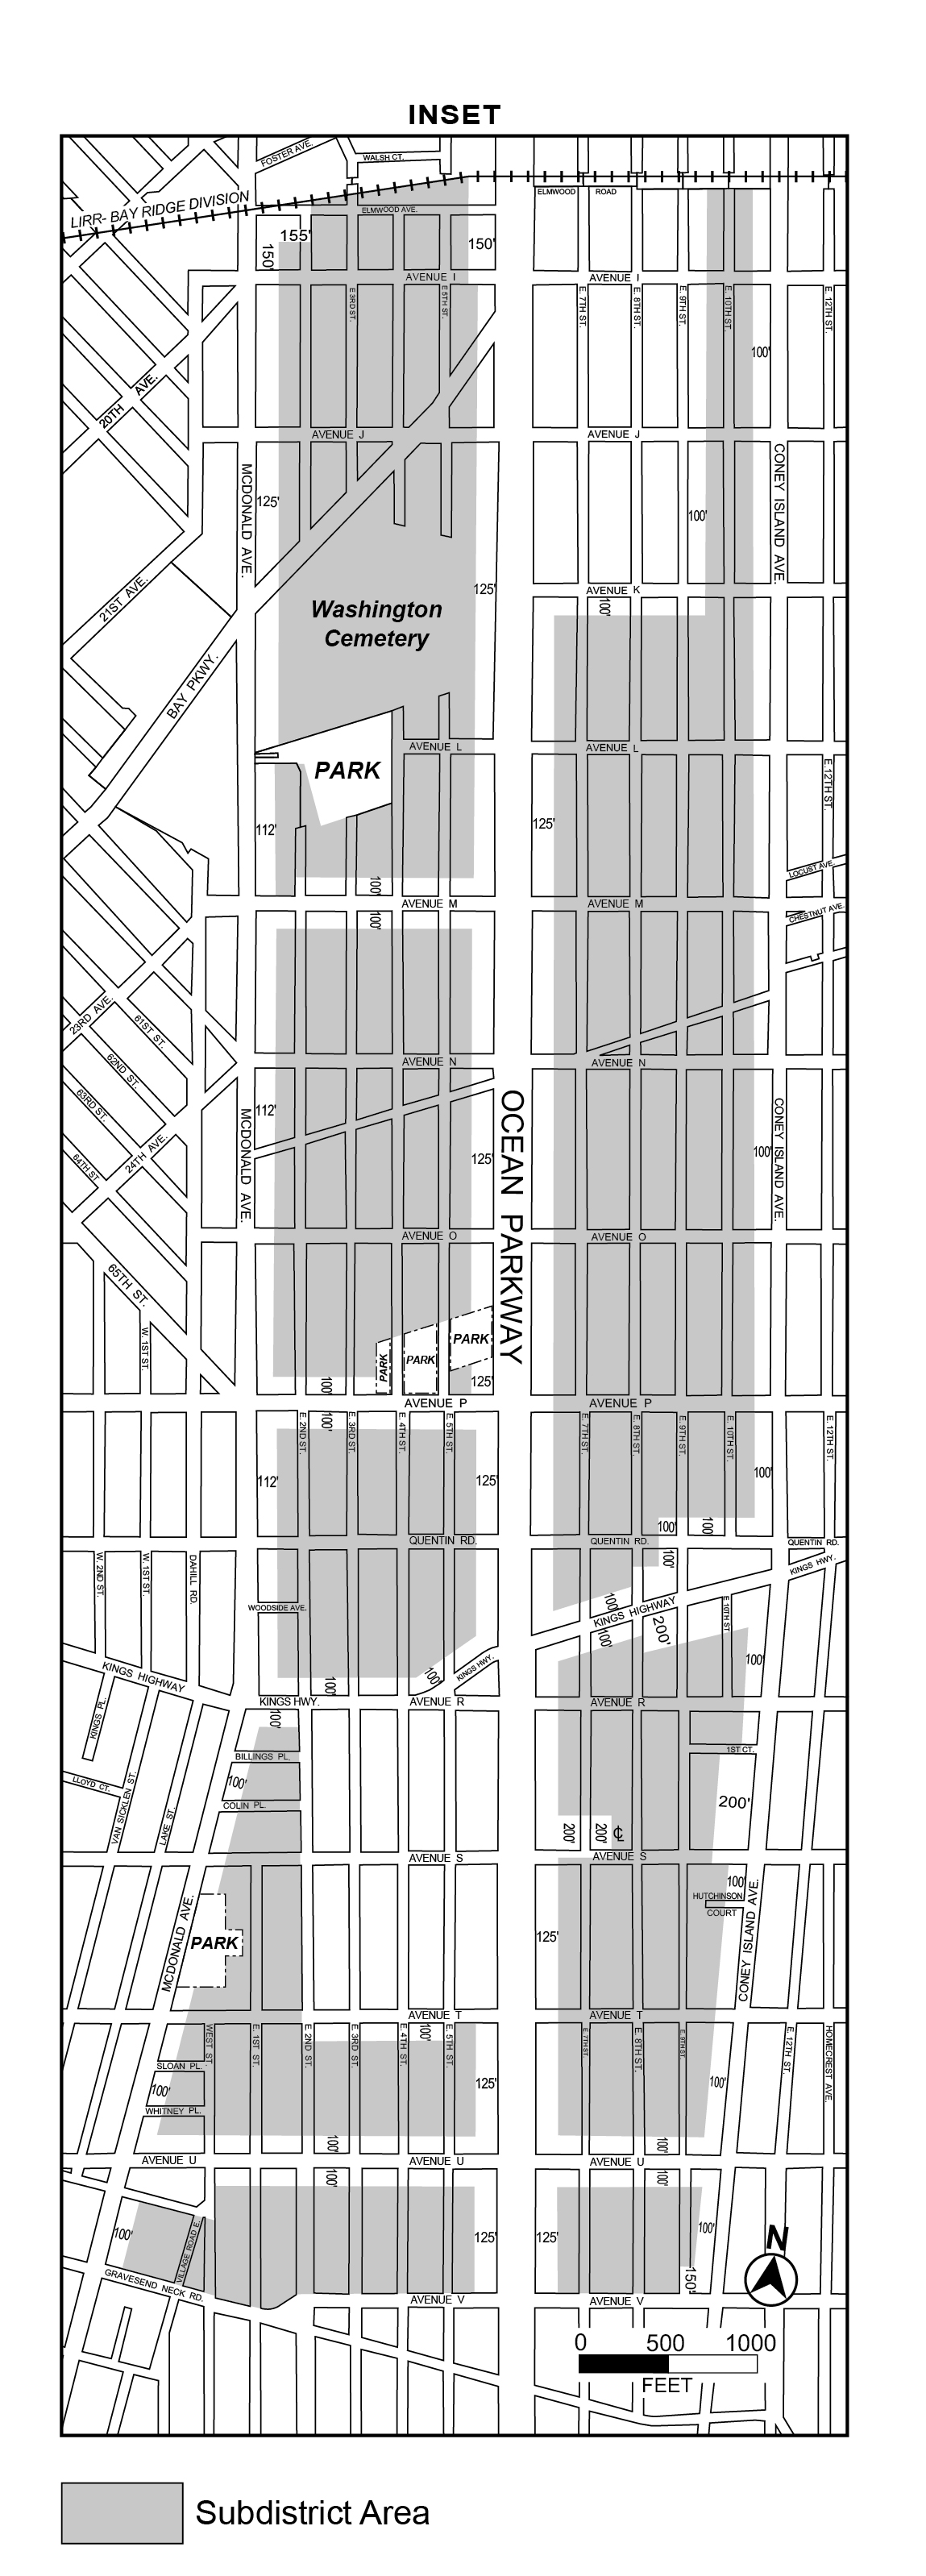 INSET
FOSTER AVE.
WALSH CT.
LIRR- BAY RIDGE DIVISION
ELMWOOD ROAD
ELMWOOD AVE.
155'
150'
150'
AVENUE I
AVENUE I
E 3RD ST.
E 5TH ST.
E. 7TH ST.
E. 8TH ST.
E. 9TH ST.
E. 10TH ST.
E. 12TH ST.
100'
20TH AVE.
AVENUE J
AVENUE J
MCDONALD AVE.
125'
100'
CONEY ISLAND AVE.
21ST AVE.
125'
AVENUE K
100'
Washington
Cemetery
BAY PKWY.
AVENUE L
AVENUE L
PARK
E. 12TH ST.
112'
125'
LOCUST AVE.
100'
AVENUE M
AVENUE M
CHESTNUT AVE.
100'
23RD AVE.
61ST ST.
62ND ST.
63RD ST.
64TH ST
24TH AVE.
AVENUE N
AVENUE N
MCDONALD AVE.
112'
OCEAN PARKWAY
CONEY ISLAND AVE.
125'
100'
AVENUE O
AVENUE O
65TH ST.
W. 1ST ST.
PARK
PARK
PARK
100'
125'
AVENUE P
AVENUE P
100'
E. 2ND ST.
E. 3RD ST.
E. 4TH ST.
E. 5TH ST.
E. 7TH ST.
E. 8TH ST.
E. 9TH ST.
E. 10TH ST.
E. 12TH ST.
112'
125'
100'
100'
100'
QUENTIN RD.
QUENTIN RD.
QUENTIN RD.
W. 2ND ST.
W. 1ST ST.
DAHILL RD.
100'
KINGS HWY.
WOODSIDE AVE.
100'
KINGS HIGHWAY
E 10TH ST.
100'
200'
100'
KINGS HIGHWAY
100'
100'
KINGS HWY.
KINGS HWY.
AVENUE R
AVENUE R
KINGS PL.
100'
BILLINGS PL.
1ST CT.
LLOYD CT.
100'
COLIN PL.
VAN SICKLEN ST.
LAKE ST.
200'
200'
200'
AVENUE S
AVENUE S
100'
HUTCHINSON
COURT
MCDONALD AVE.
PARK
125'
CONEY ISLAND AVE.
AVENUE T
AVENUE T
WEST ST.
E. 1ST ST.
E. 2ND ST.
E. 3RD ST.
E. 4TH ST.
100'
E. 5TH ST.
E. 7TH ST.
E. 8TH ST.
E. 9TH ST.
E. 12TH ST.
HOMECREST AVE.
SLOAN PL.
100'
125'
100'
WHITNEY PL.
100'
100'
AVENUE U
AVENUE U
AVENUE U
100'
100'
100'
VILLAGE ROAD E.
125'
125'
100'
150'
GRAVESEND NECK RD.
AVENUE V
AVENUE V
N
0 500 1000
FEET
Subdistrict Area